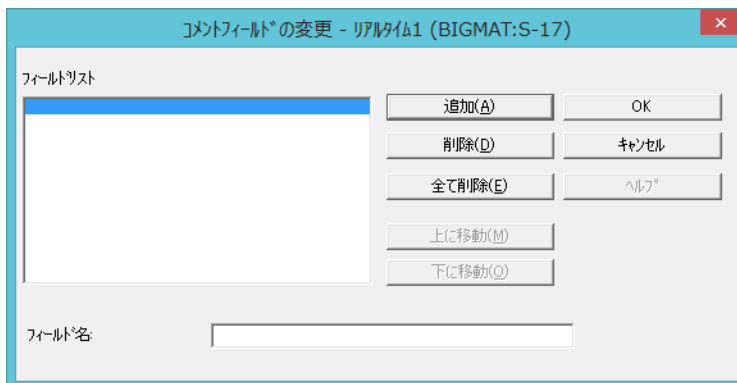 ｺﾒﾝﾄﾌｨｰﾙﾄﾞの変更 - ﾘｱﾙﾀｲﾑ1 (BIGMAT:S-17)
ﾌｨｰﾙﾄﾞﾘｽﾄ
追加(A)
OK
削除(D)
ｷｬﾝｾﾙ
全て削除(E)
ﾍﾙﾌﾟ
上に移動(M)
下に移動(O)
ﾌｨｰﾙﾄﾞ名: